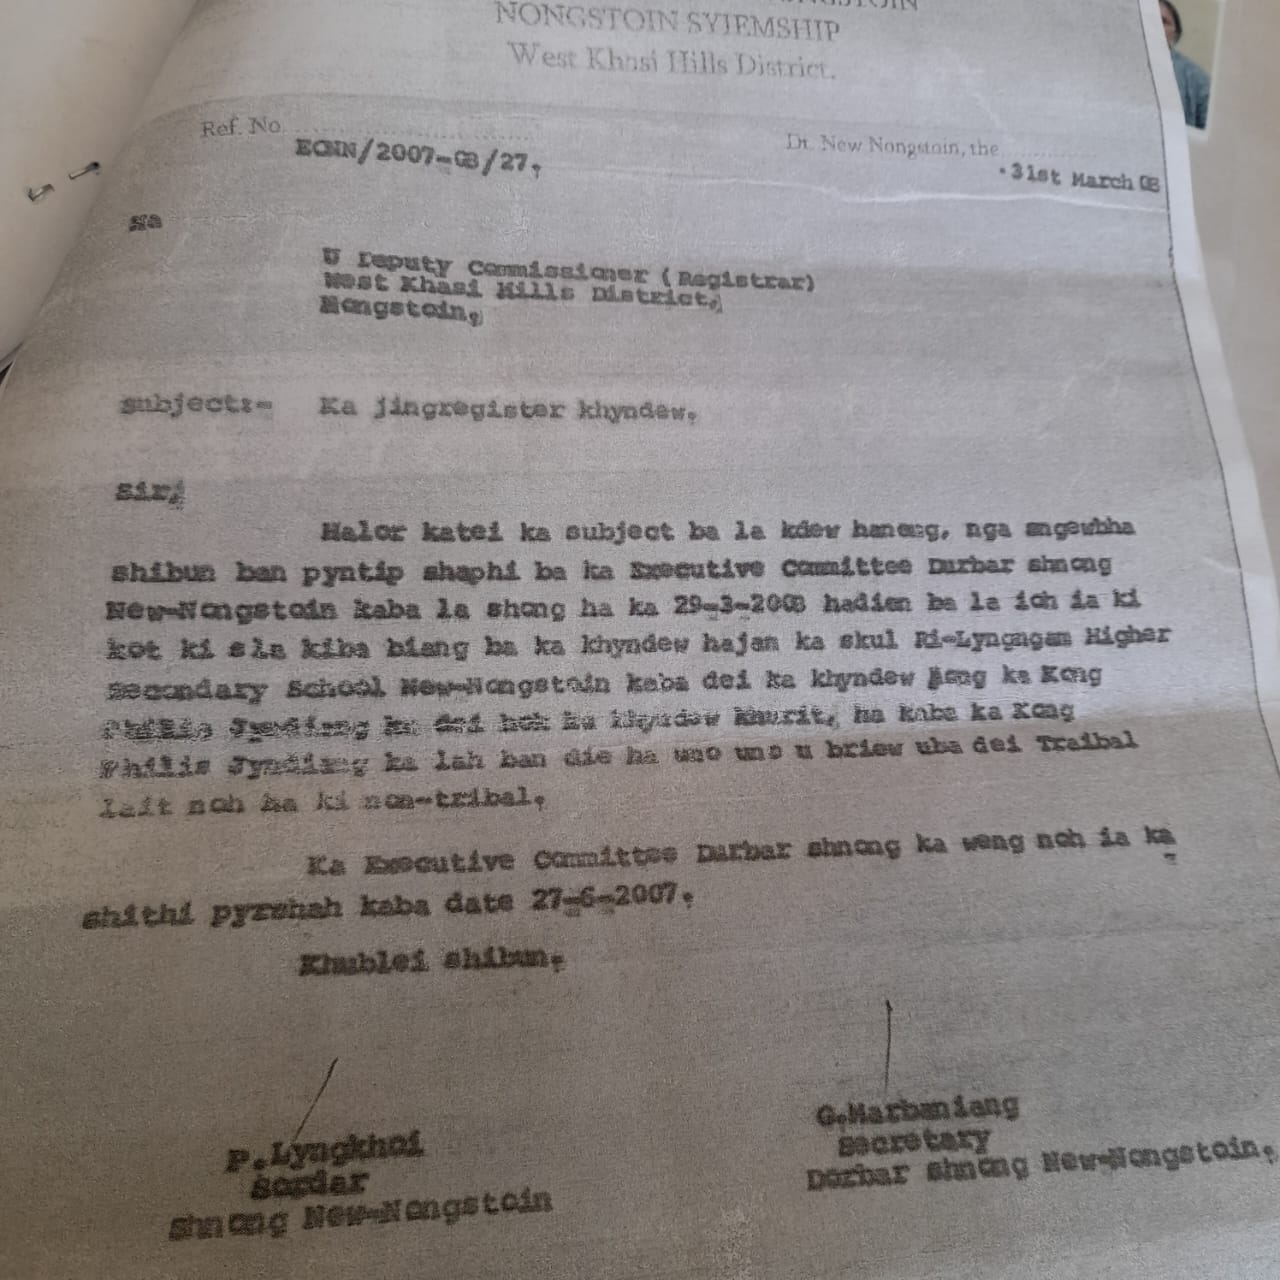 NONGSTOIN SYIEMSHIP
West Khasi Hills District.
Ref. No. ..............................
ECNN/2007-08/27.
Dt. New Nongstoin, the ..............
31st March 08
Ha
U Deputy Commissioner (Registrar)
West Khasi Hills District,
Nongstoin.
subject:- Ka jingregister khyndew.
Sir,
Halor katei ka subject ba la kdew haneng, nga sngewbha
shibun ban pyntip shaphi ba ka Executive Committee Durbar shnong
New-Nongstoin kaba la shong ha ka 29-3-2008 hadien ba la ioh ia ki
kot ki sla kiba biang ba ka khyndew hajan ka skul Ri-Lyngngam Higher
Secondary School New-Nongstoin kaba dei ka khyndew jong ka Kong
Philis Jyndiang ka dei hok ka khyndew khurit, ha kaba ka Kong
Philis Jyndiang ka lah ban die ha uno uno u briew uba dei Traibal
lait noh ha ki non-tribal.
Ka Executive Committee Durbar shnong ka weng noh ia ka
shithi pyrshah kaba date 27-6-2007.
Khublei shibun.
P.Lyngkhoi
Sordar
shnong New-Nongstoin
G.Marbaniang
Secretary
Dorbar shnong New-Nongstoin.